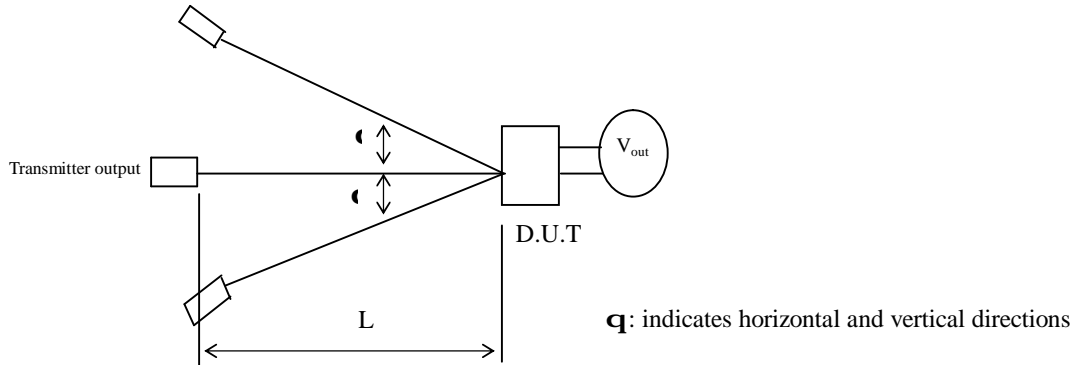 V_out
Transmitter output
D.U.T
L
q: indicates horizontal and vertical directions